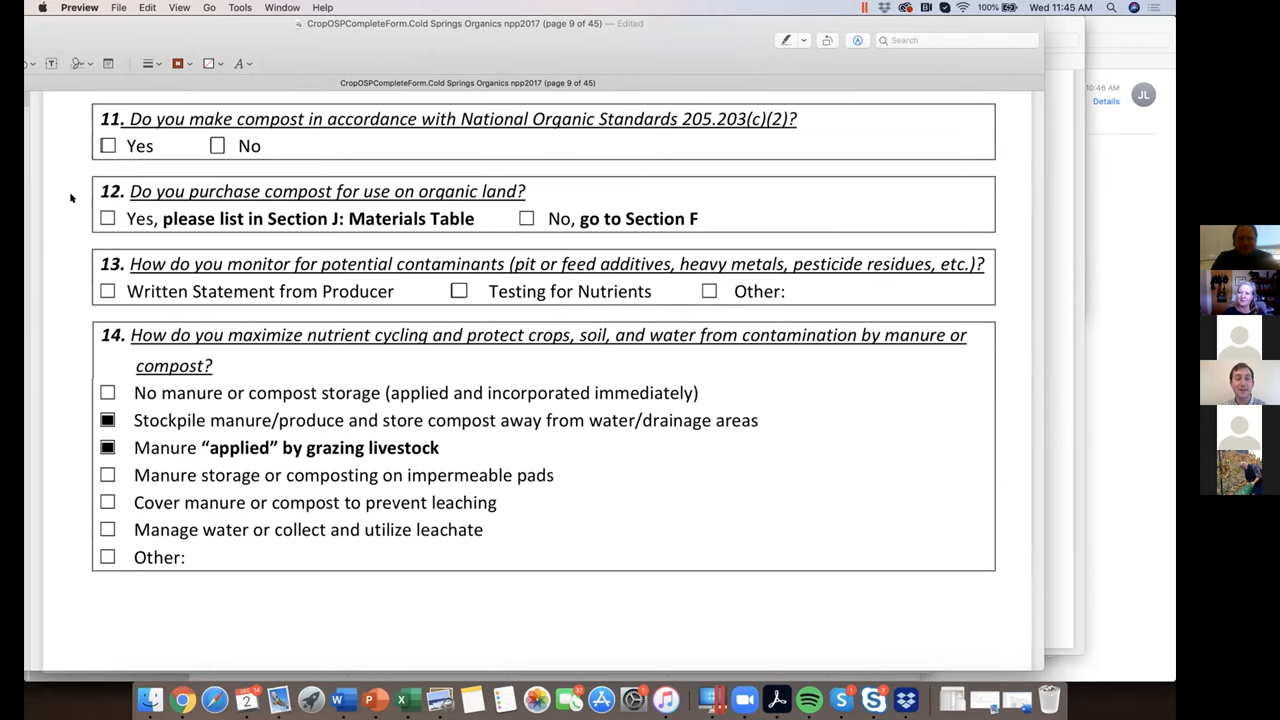 Preview File Edit View Go Tools Window Help 100% Wed 11:45 AM
CropOSPCompleteForm.Cold Springs Organics npp2017 (page 9 of 45) — Edited
Search
CropOSPCompleteForm.Cold Springs Organics npp2017 (page 9 of 45)
10:46 AM
Details
JL
11. Do you make compost in accordance with National Organic Standards 205.203(c)(2)?
Yes No
12. Do you purchase compost for use on organic land?
Yes, please list in Section J: Materials Table No, go to Section F
13. How do you monitor for potential contaminants (pit or feed additives, heavy metals, pesticide residues, etc.)?
Written Statement from Producer Testing for Nutrients Other:
14. How do you maximize nutrient cycling and protect crops, soil, and water from contamination by manure or
compost?
No manure or compost storage (applied and incorporated immediately)
Stockpile manure/produce and store compost away from water/drainage areas
Manure “applied” by grazing livestock
Manure storage or composting on impermeable pads
Cover manure or compost to prevent leaching
Manage water or collect and utilize leachate
Other: